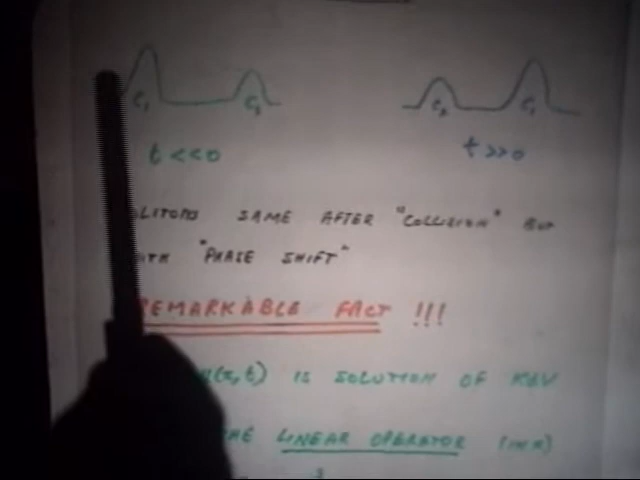 C₁ C₂ C₂ C₁
t <<0 t >>0
SAME AFTER "COLLISION" BUT
"PHASE SHIFT"
REMARKABLE FACT !!!
u(x,t) IS SOLUTION OF KdV
LINEAR OPERATOR (IN X)